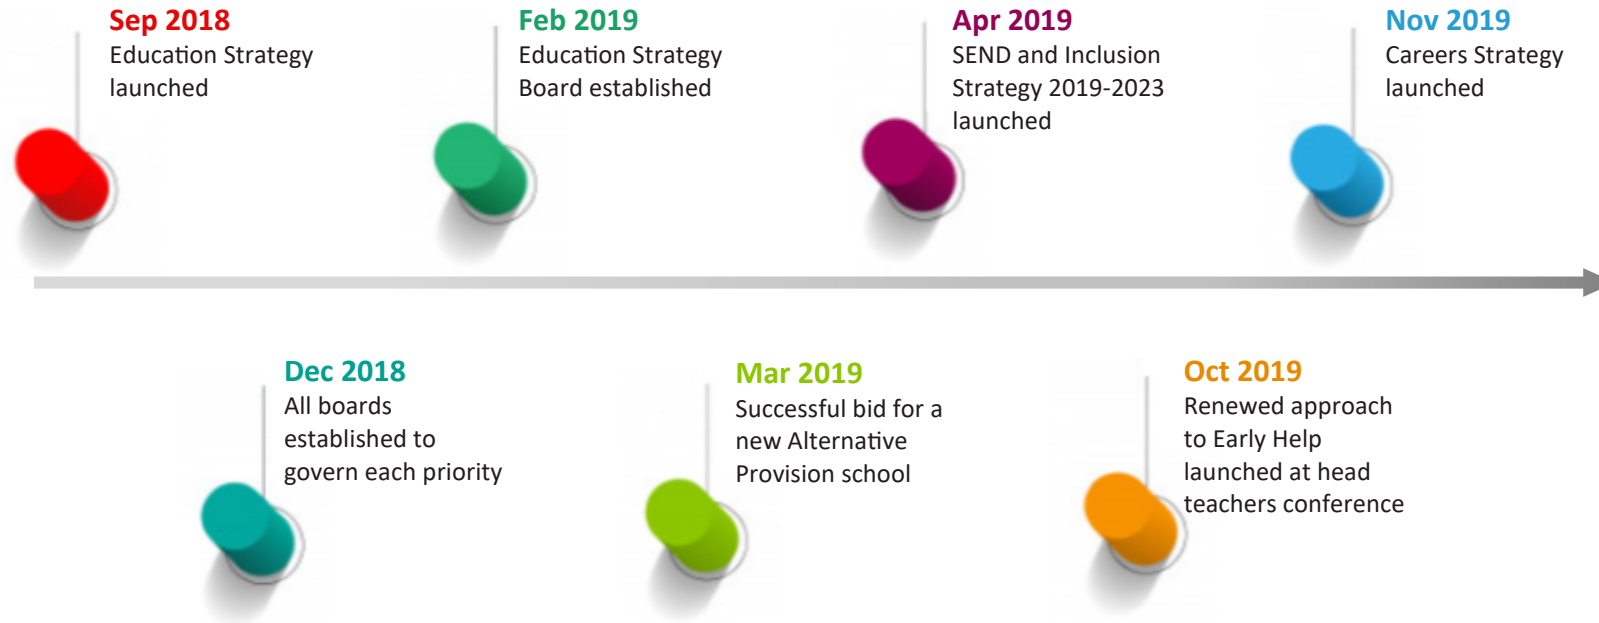 Sep 2018
Education Strategy
launched
Feb 2019
Education Strategy
Board established
Apr 2019
SEND and Inclusion
Strategy 2019-2023
launched
Nov 2019
Careers Strategy
launched
Dec 2018
All boards
established to
govern each priority
Mar 2019
Successful bid for a
new Alternative
Provision school
Oct 2019
Renewed approach
to Early Help
launched at head
teachers conference